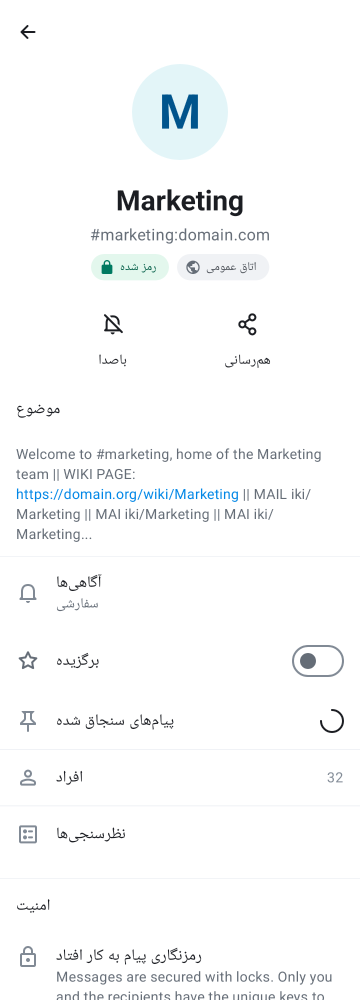 M
Marketing
#marketing:domain.com
رمز شده
اتاق عمومی
باصدا
هم‌رسانی
موضوع
Welcome to #marketing, home of the Marketing
team || WIKI PAGE:
https://domain.org/wiki/Marketing || MAIL iki/
Marketing || MAI iki/Marketing || MAI iki/
Marketing...
آگاهی‌ها
سفارشی
برگزیده
پیام‌های سنجاق شده
افراد
32
نظرسنجی‌ها
امنیت
رمزنگاری پیام به کار افتاد
Messages are secured with locks. Only you
and the recipients have the unique keys to